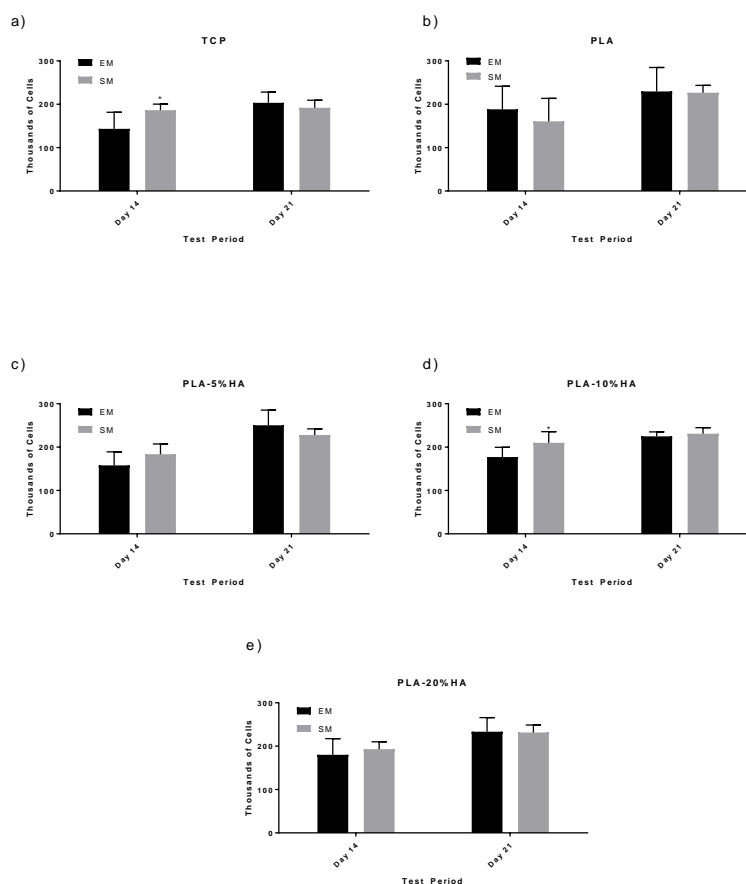 a)
TCP
300
200
100
0
Thousands of Cells
EM
SM
*
Day 14
Day 21
Test Period
b)
PLA
300
200
100
0
Thousands of Cells
EM
SM
Day 14
Day 21
Test Period
c)
PLA-5%HA
300
200
100
0
Thousands of Cells
EM
SM
Day 14
Day 21
Test Period
d)
PLA-10%HA
300
200
100
0
Thousands of Cells
EM
SM
*
Day 14
Day 21
Test Period
e)
PLA-20%HA
300
200
100
0
Thousands of Cells
EM
SM
Day 14
Day 21
Test Period